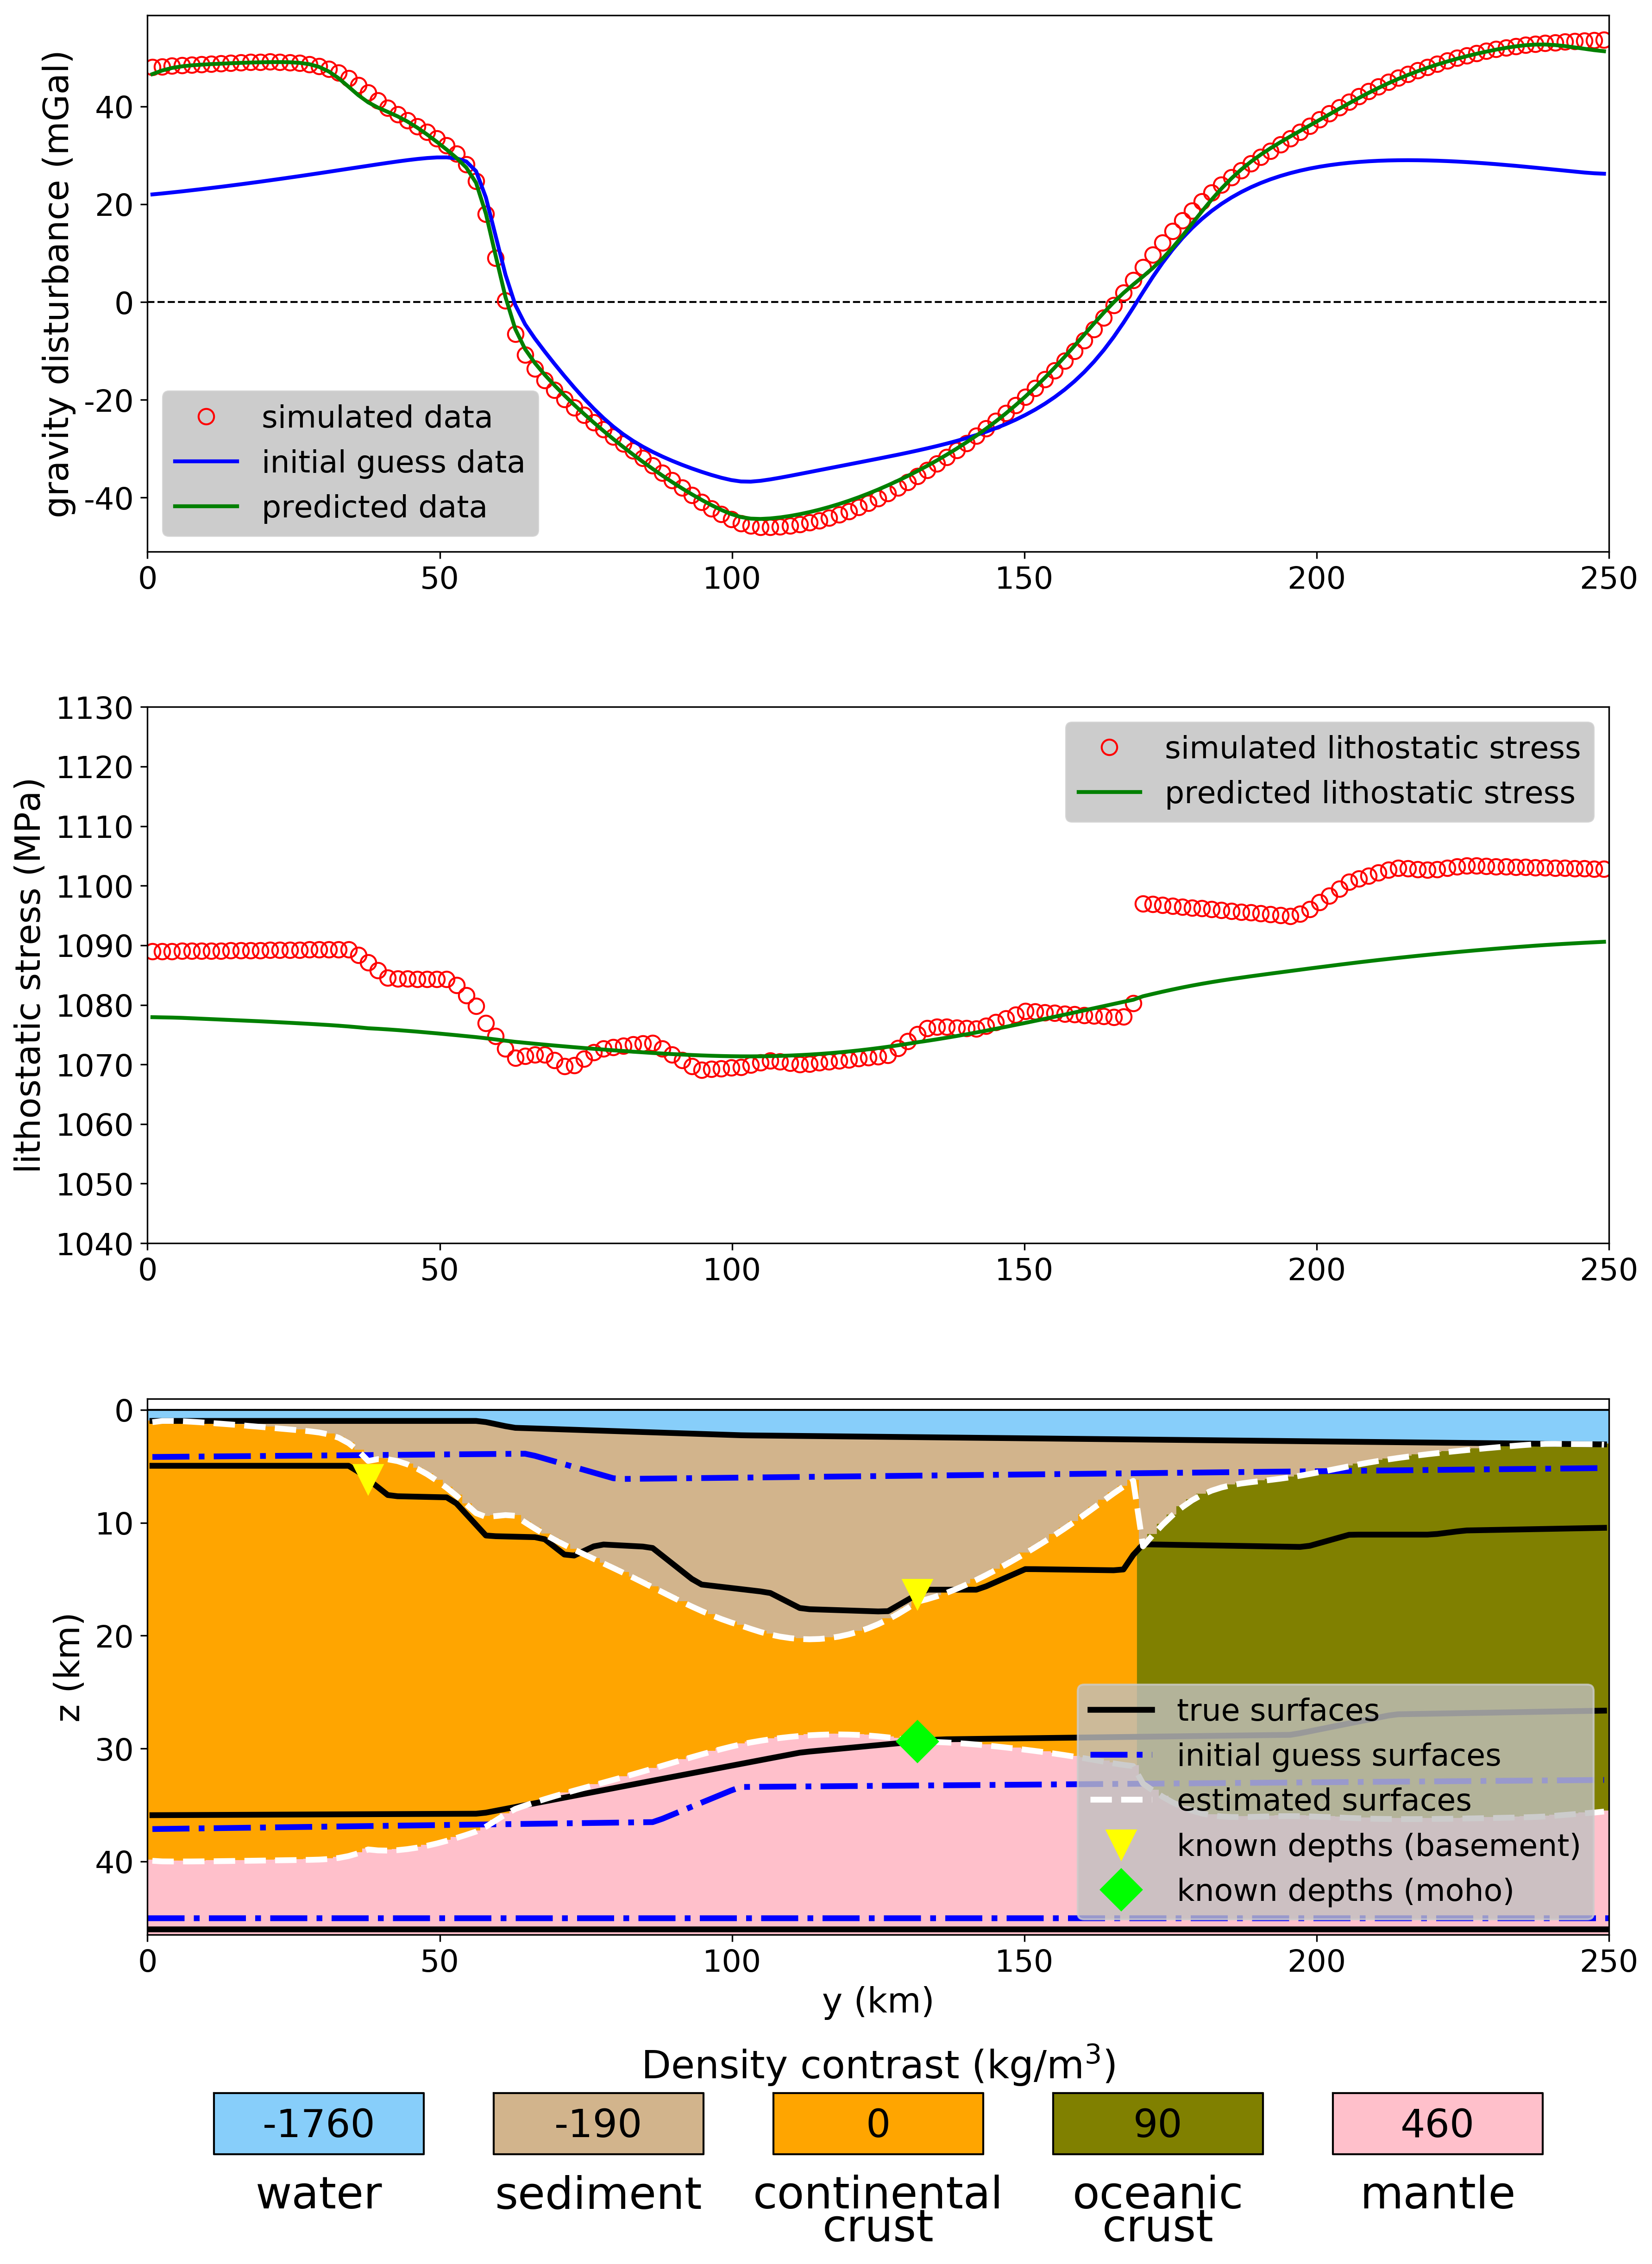 gravity disturbance (mGal)
40
20
0
-20
-40
simulated data
initial guess data
predicted data
0 50 100 150 200 250
lithostatic stress (MPa)
1130
1120
1110
1100
1090
1080
1070
1060
1050
1040
simulated lithostatic stress
predicted lithostatic stress
0 50 100 150 200 250
z (km)
0
10
20
30
40
true surfaces
initial guess surfaces
estimated surfaces
known depths (basement)
known depths (moho)
0 50 100 150 200 250
y (km)
Density contrast (kg/m³)
-1760 -190 0 90 460
water sediment continental oceanic mantle
crust crust